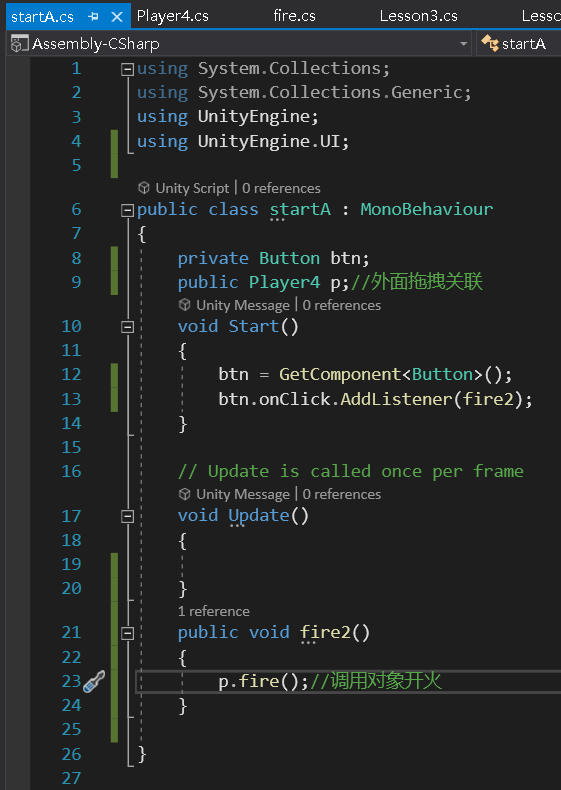 startA.cs Player4.cs fire.cs Lesson3.cs Lesso
Assembly-CSharp startA
1 using System.Collections;
2 using System.Collections.Generic;
3 using UnityEngine;
4 using UnityEngine.UI;
5
Unity Script | 0 references
6 public class startA : MonoBehaviour
7 {
8 private Button btn;
9 public Player4 p;//外面拖拽关联
Unity Message | 0 references
10 void Start()
11 {
12 btn = GetComponent<Button>();
13 btn.onClick.AddListener(fire2);
14 }
15
16 // Update is called once per frame
Unity Message | 0 references
17 void Update()
18 {
19
20 }
1 reference
21 public void fire2()
22 {
23 p.fire();//调用对象开火
24 }
25
26 }
27